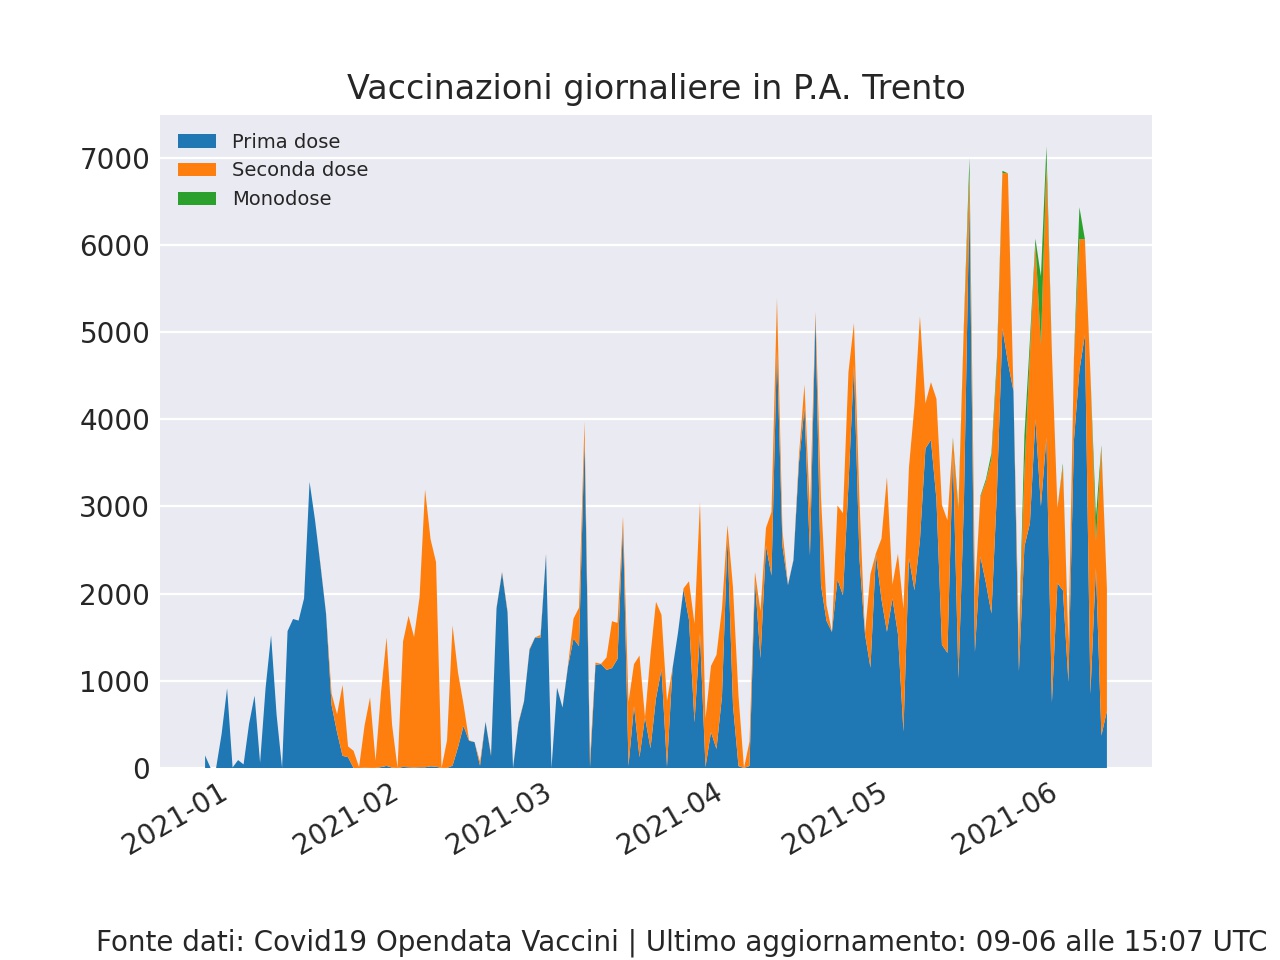 Vaccinazioni giornaliere in P.A. Trento
Prima dose
Seconda dose
Monodose
7000
6000
5000
4000
3000
2000
1000
0
2021-01
2021-02
2021-03
2021-04
2021-05
2021-06
Fonte dati: Covid19 Opendata Vaccini | Ultimo aggiornamento: 09-06 alle 15:07 UTC